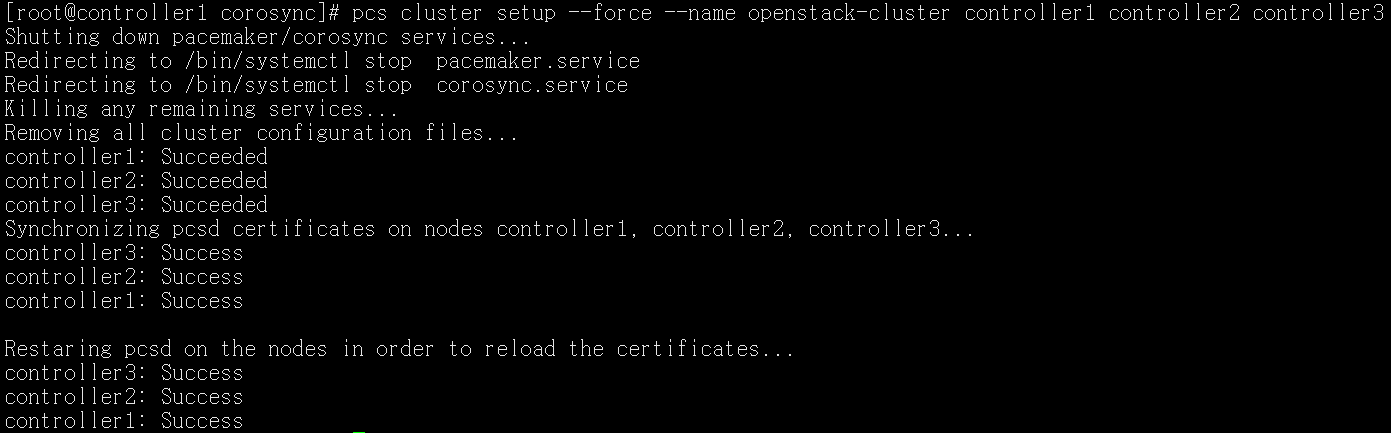 [root@controller1 corosync]# pcs cluster setup --force --name openstack-cluster controller1 controller2 controller3
Shutting down pacemaker/corosync services...
Redirecting to /bin/systemctl stop  pacemaker.service
Redirecting to /bin/systemctl stop  corosync.service
Killing any remaining services...
Removing all cluster configuration files...
controller1: Succeeded
controller2: Succeeded
controller3: Succeeded
Synchronizing pcsd certificates on nodes controller1, controller2, controller3...
controller3: Success
controller2: Success
controller1: Success

Restaring pcsd on the nodes in order to reload the certificates...
controller3: Success
controller2: Success
controller1: Success